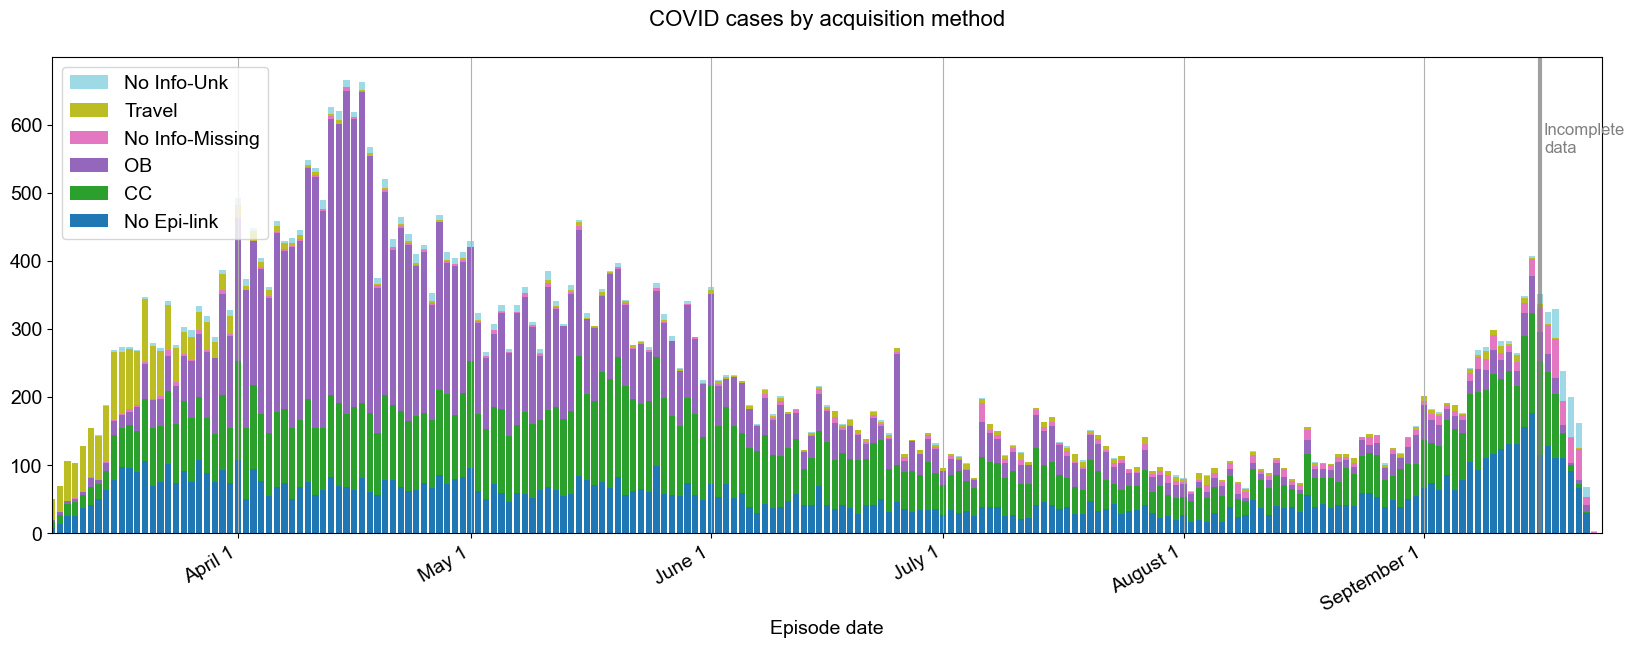 COVID cases by acquisition method
No Info-Unk
Travel
No Info-Missing
OB
CC
No Epi-link
600
500
400
300
200
100
0
Incomplete
data
April 1
May 1
June 1
July 1
August 1
September 1
Episode date